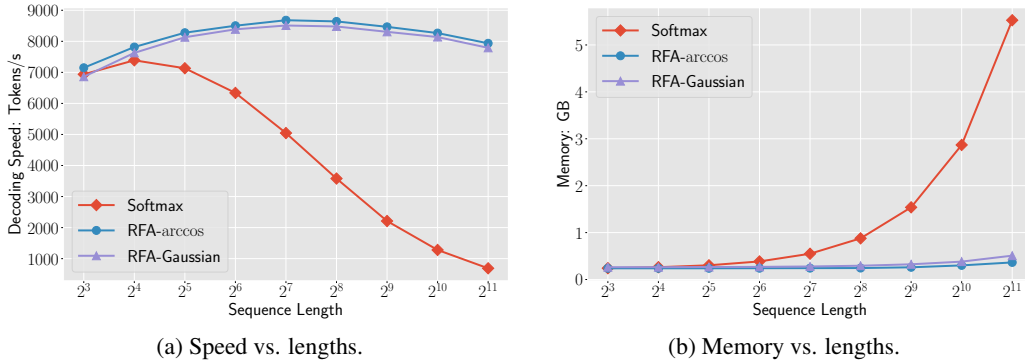 9000
8000
7000
6000
5000
4000
3000
2000
1000
Decoding Speed: Tokens/s
Softmax
RFA-arccos
RFA-Gaussian
2^3 2^4 2^5 2^6 2^7 2^8 2^9 2^10 2^11
Sequence Length
(a) Speed vs. lengths.
5
4
3
2
1
0
Memory: GB
Softmax
RFA-arccos
RFA-Gaussian
2^3 2^4 2^5 2^6 2^7 2^8 2^9 2^10 2^11
Sequence Length
(b) Memory vs. lengths.